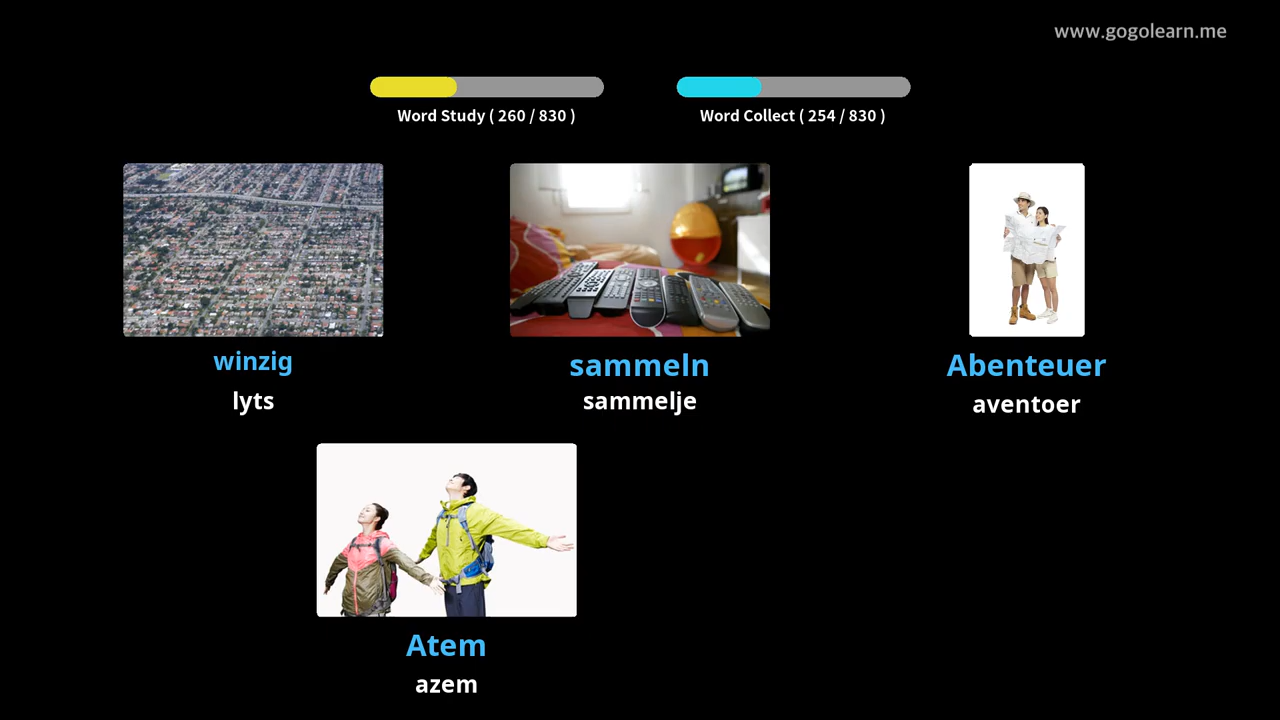 www.gogolearn.me
Word Study ( 260 / 830 )
Word Collect ( 254 / 830 )
winzig
lyts
sammeln
sammelje
Abenteuer
aventoer
Atem
azem